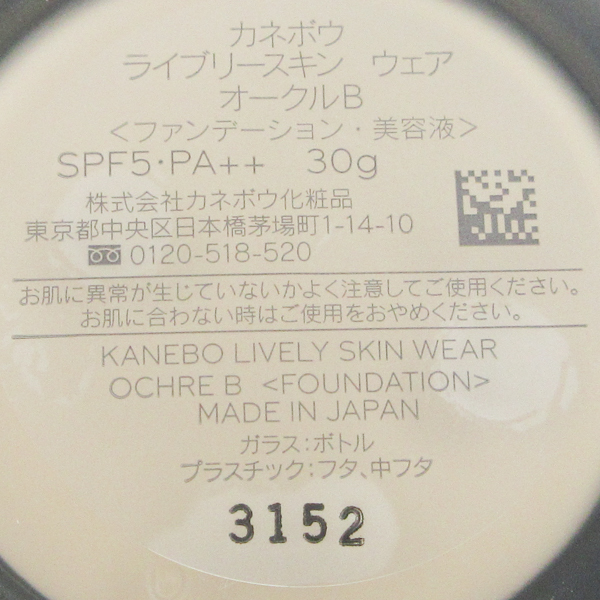 カネボウ
ライブリースキン ウェア
オークルB
＜ファンデーション・美容液＞
SPF5・PA++ 30g
株式会社カネボウ化粧品
東京都中央区日本橋茅場町1-14-10
0120-518-520
お肌に異常が生じていないかよく注意してご使用ください。
お肌に合わない時はご使用をおやめください。
KANEBO LIVELY SKIN WEAR
OCHRE B <FOUNDATION>
MADE IN JAPAN
ガラス：ボトル
プラスチック：フタ、中フタ
3152